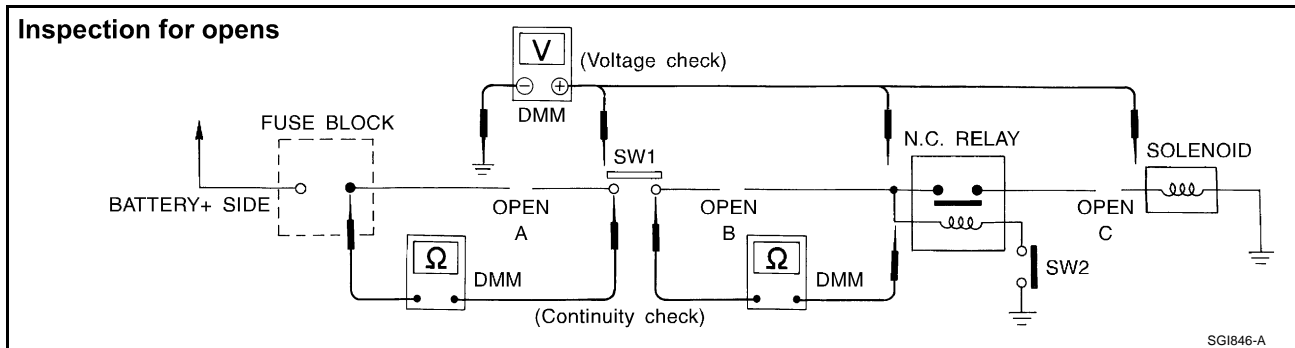 Inspection for opens
V
(Voltage check)
− +
DMM
FUSE BLOCK
N.C. RELAY
SW1
SOLENOID
BATTERY+ SIDE
OPEN
A
OPEN
B
OPEN
C
Ω
DMM
Ω
DMM
SW2
(Continuity check)
SGI846-A